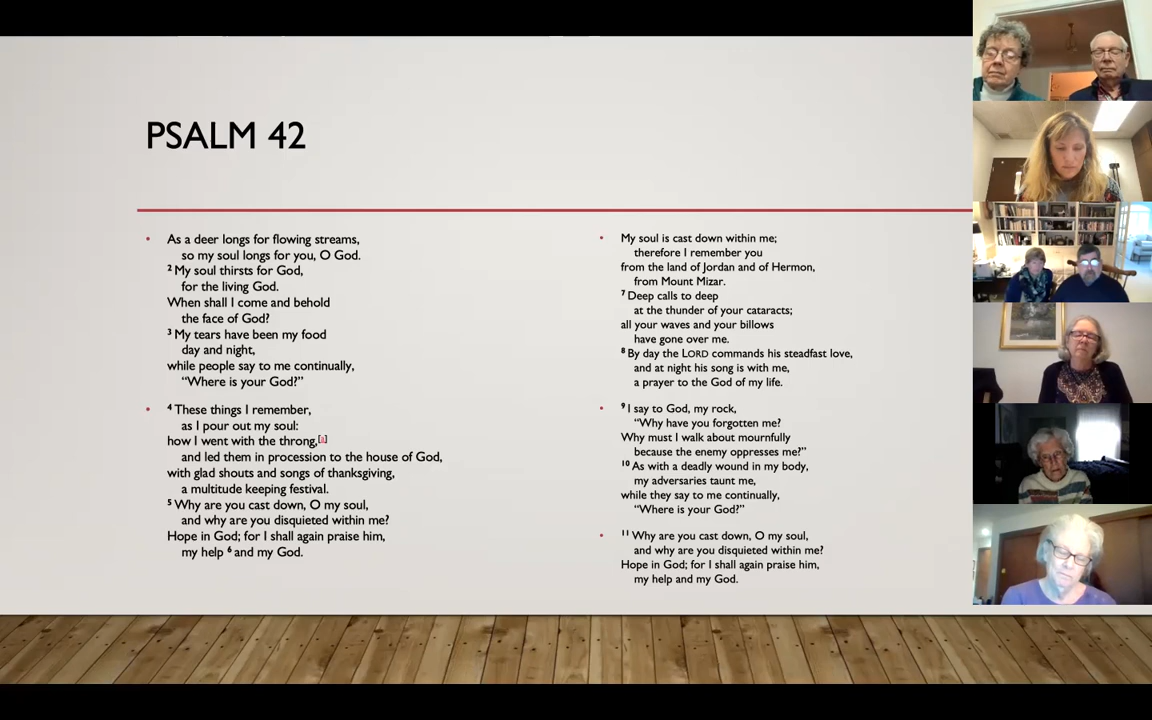 PSALM 42
• As a deer longs for flowing streams,
so my soul longs for you, O God.
2 My soul thirsts for God,
for the living God.
When shall I come and behold
the face of God?
3 My tears have been my food
day and night,
while people say to me continually,
“Where is your God?”
• 4 These things I remember,
as I pour out my soul:
how I went with the throng,[a]
and led them in procession to the house of God,
with glad shouts and songs of thanksgiving,
a multitude keeping festival.
5 Why are you cast down, O my soul,
and why are you disquieted within me?
Hope in God; for I shall again praise him,
my help 6 and my God.
• My soul is cast down within me;
therefore I remember you
from the land of Jordan and of Hermon,
from Mount Mizar.
7 Deep calls to deep
at the thunder of your cataracts;
all your waves and your billows
have gone over me.
8 By day the LORD commands his steadfast love,
and at night his song is with me,
a prayer to the God of my life.
• 9 I say to God, my rock,
“Why have you forgotten me?
Why must I walk about mournfully
because the enemy oppresses me?”
10 As with a deadly wound in my body,
my adversaries taunt me,
while they say to me continually,
“Where is your God?”
• 11 Why are you cast down, O my soul,
and why are you disquieted within me?
Hope in God; for I shall again praise him,
my help and my God.